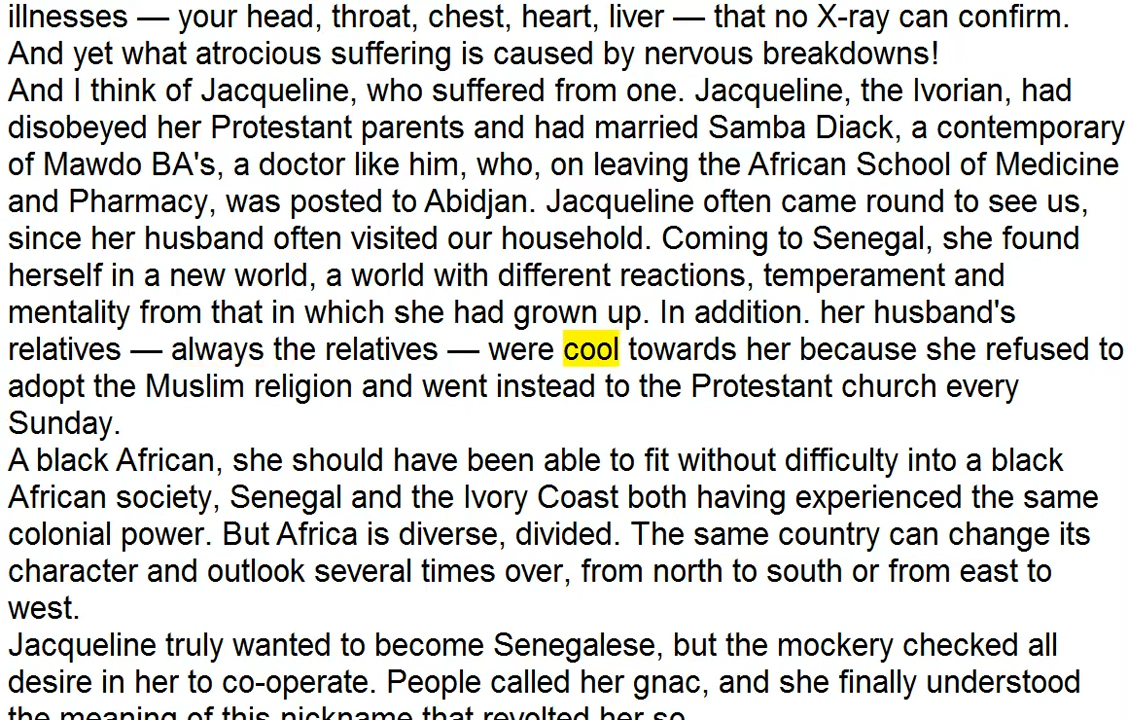 illnesses — your head, throat, chest, heart, liver — that no X-ray can confirm.
And yet what atrocious suffering is caused by nervous breakdowns!
And I think of Jacqueline, who suffered from one. Jacqueline, the Ivorian, had
disobeyed her Protestant parents and had married Samba Diack, a contemporary
of Mawdo BA's, a doctor like him, who, on leaving the African School of Medicine
and Pharmacy, was posted to Abidjan. Jacqueline often came round to see us,
since her husband often visited our household. Coming to Senegal, she found
herself in a new world, a world with different reactions, temperament and
mentality from that in which she had grown up. In addition. her husband's
relatives — always the relatives — were cool towards her because she refused to
adopt the Muslim religion and went instead to the Protestant church every
Sunday.
A black African, she should have been able to fit without difficulty into a black
African society, Senegal and the Ivory Coast both having experienced the same
colonial power. But Africa is diverse, divided. The same country can change its
character and outlook several times over, from north to south or from east to
west.
Jacqueline truly wanted to become Senegalese, but the mockery checked all
desire in her to co-operate. People called her gnac, and she finally understood
the meaning of this nickname that revolted her so.